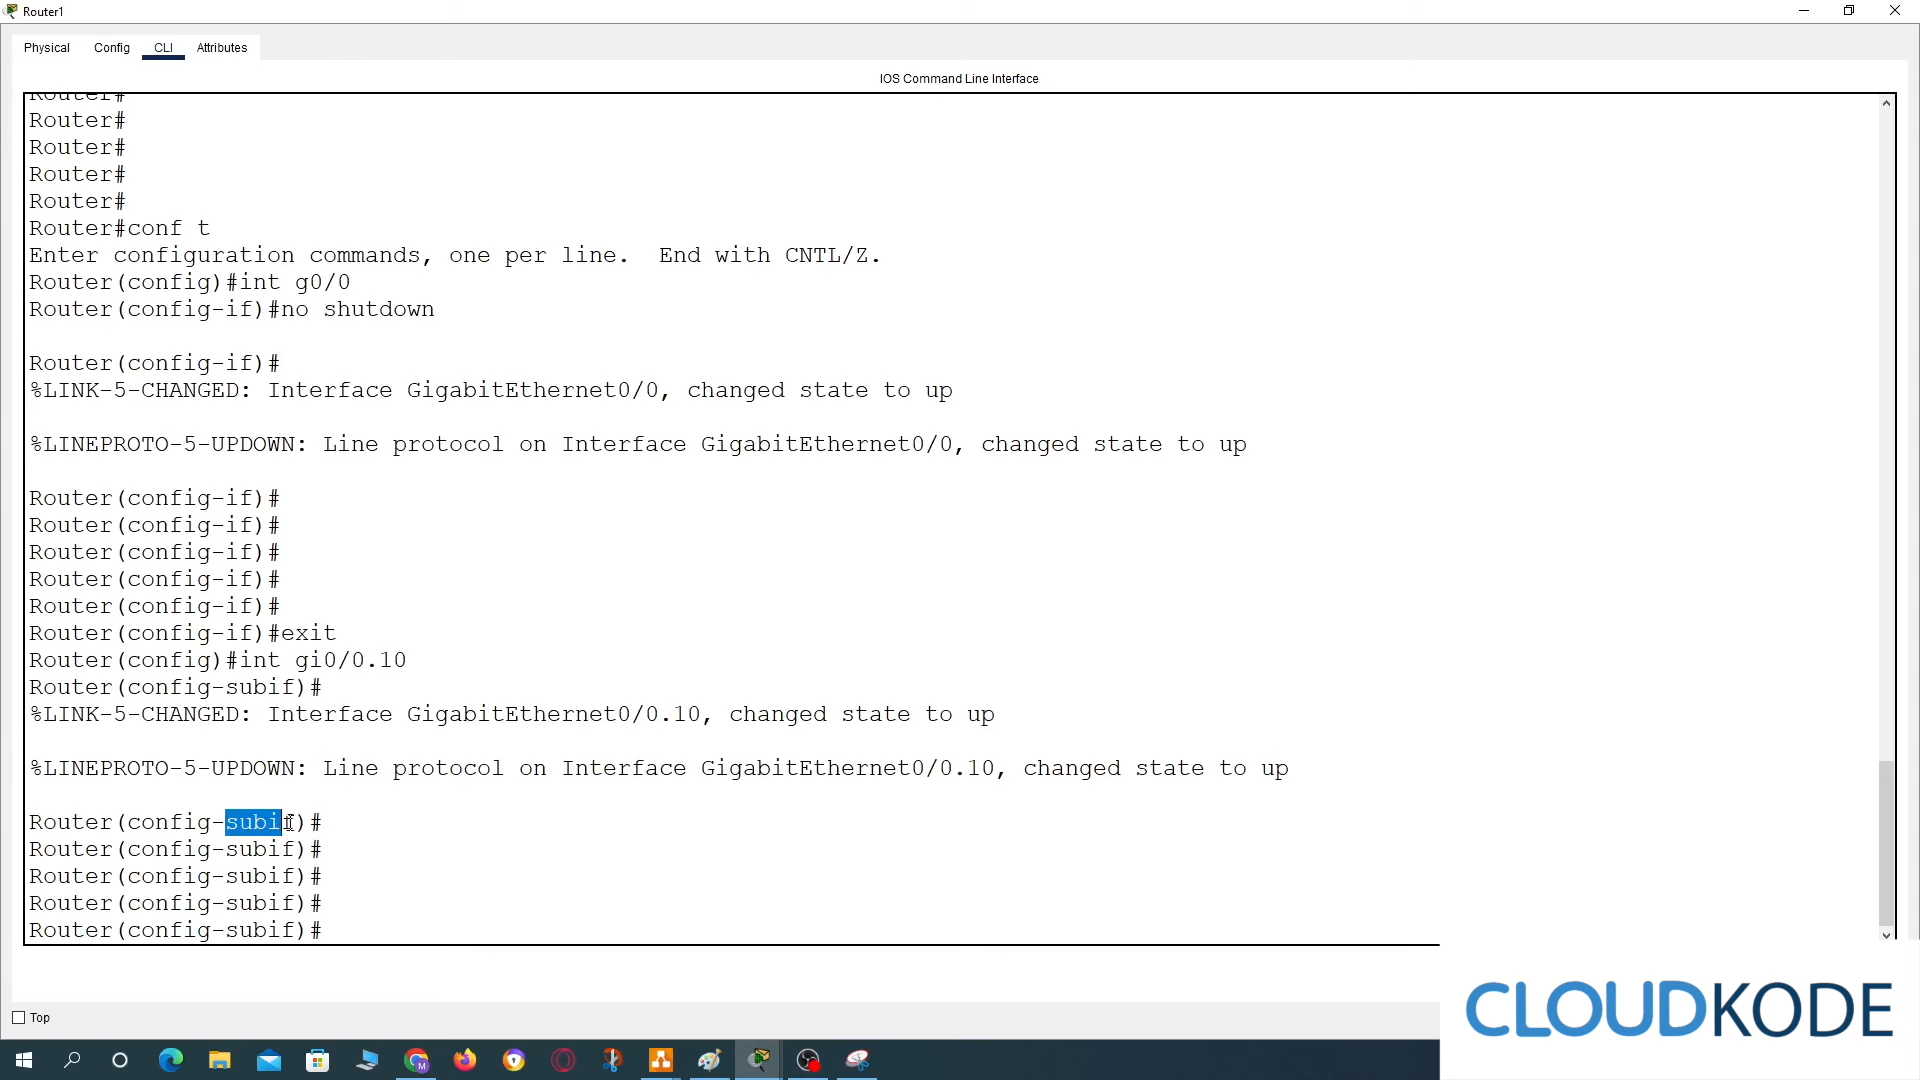 Router1
Physical Config CLI Attributes
IOS Command Line Interface
Router#
Router#
Router#
Router#
Router#
Router#conf t
Enter configuration commands, one per line.  End with CNTL/Z.
Router(config)#int g0/0
Router(config-if)#no shutdown
Router(config-if)#
%LINK-5-CHANGED: Interface GigabitEthernet0/0, changed state to up
%LINEPROTO-5-UPDOWN: Line protocol on Interface GigabitEthernet0/0, changed state to up
Router(config-if)#
Router(config-if)#
Router(config-if)#
Router(config-if)#
Router(config-if)#
Router(config-if)#exit
Router(config)#int gi0/0.10
Router(config-subif)#
%LINK-5-CHANGED: Interface GigabitEthernet0/0.10, changed state to up
%LINEPROTO-5-UPDOWN: Line protocol on Interface GigabitEthernet0/0.10, changed state to up
Router(config-subif)#
Router(config-subif)#
Router(config-subif)#
Router(config-subif)#
Router(config-subif)#
Top
CLOUDKODE